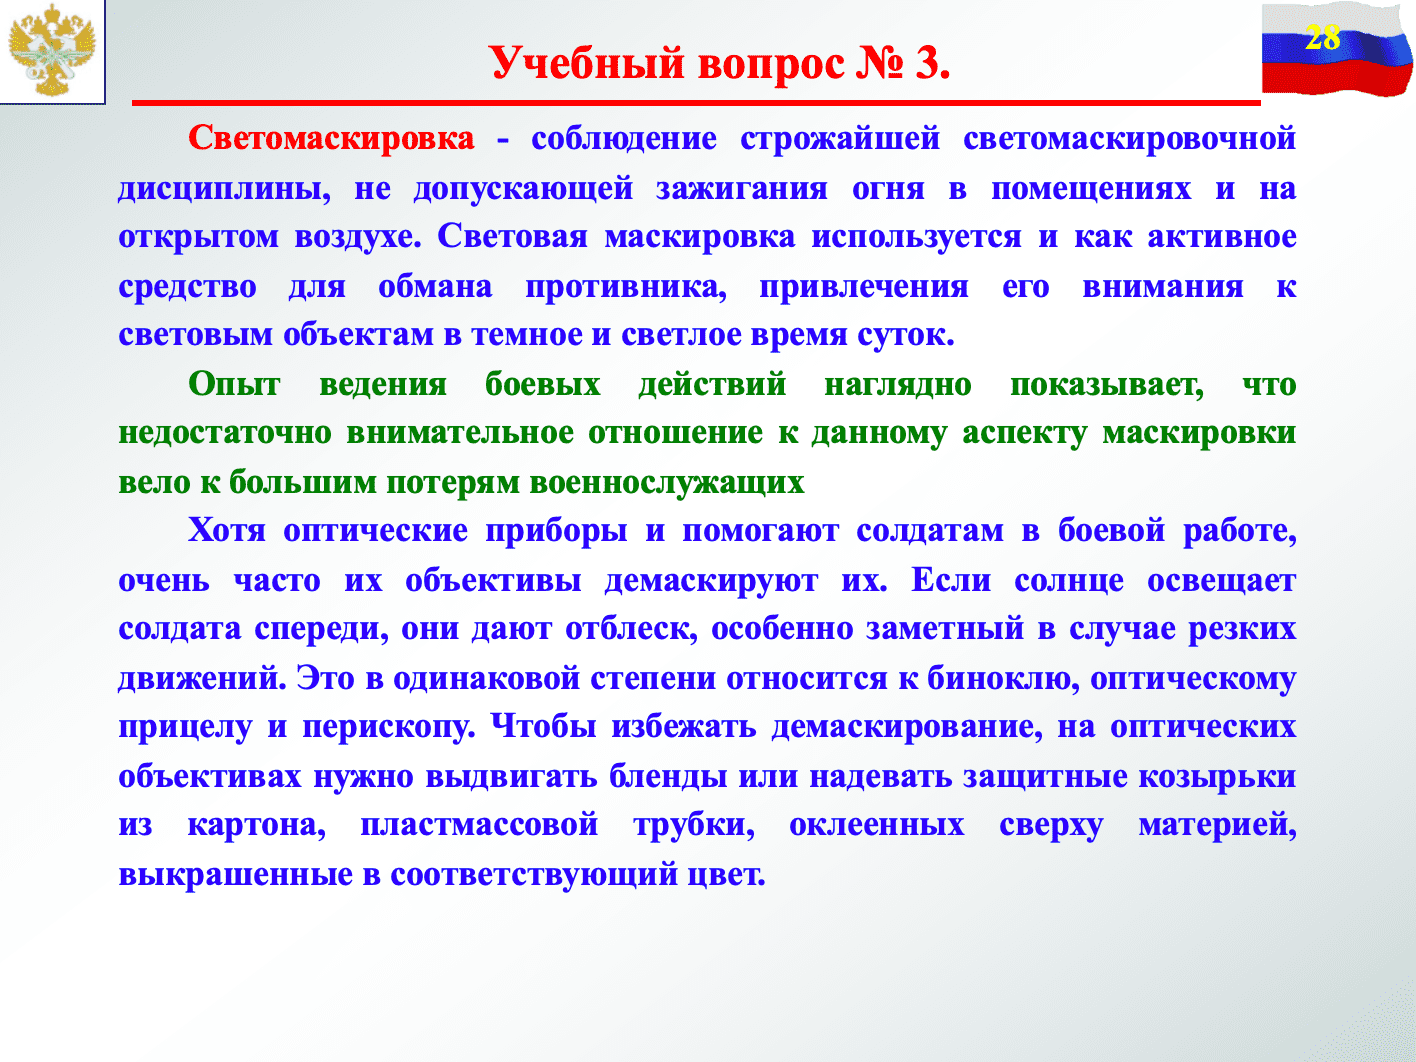 28
Учебный вопрос № 3.
Светомаскировка - соблюдение строжайшей светомаскировочной
дисциплины, не допускающей зажигания огня в помещениях и на
открытом воздухе. Световая маскировка используется и как активное
средство для обмана противника, привлечения его внимания к
световым объектам в темное и светлое время суток.
Опыт ведения боевых действий наглядно показывает, что
недостаточно внимательное отношение к данному аспекту маскировки
вело к большим потерям военнослужащих
Хотя оптические приборы и помогают солдатам в боевой работе,
очень часто их объективы демаскируют их. Если солнце освещает
солдата спереди, они дают отблеск, особенно заметный в случае резких
движений. Это в одинаковой степени относится к биноклю, оптическому
прицелу и перископу. Чтобы избежать демаскирование, на оптических
объективах нужно выдвигать бленды или надевать защитные козырьки
из картона, пластмассовой трубки, оклеенных сверху материей,
выкрашенные в соответствующий цвет.